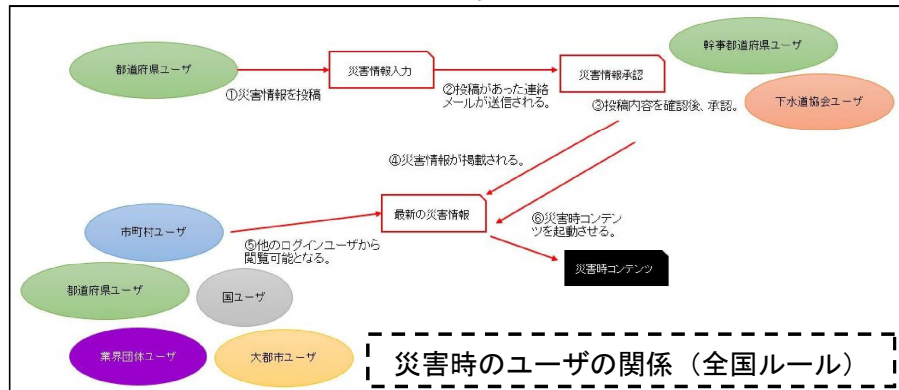 幹事都道府県ユーザ
都道府県ユーザ
災害情報入力
災害情報承認
①災害情報を投稿
②投稿があった連絡
メールが送信される。
③投稿内容を確認後、承認。
下水道協会ユーザ
④災害情報が掲載される。
最新の災害情報
市町村ユーザ
⑤他のログインユーザから
閲覧可能となる。
⑥災害時コンテン
ツを起動させる。
災害時コンテンツ
都道府県ユーザ
国ユーザ
業界団体ユーザ
大都市ユーザ
災害時のユーザの関係（全国ルール）